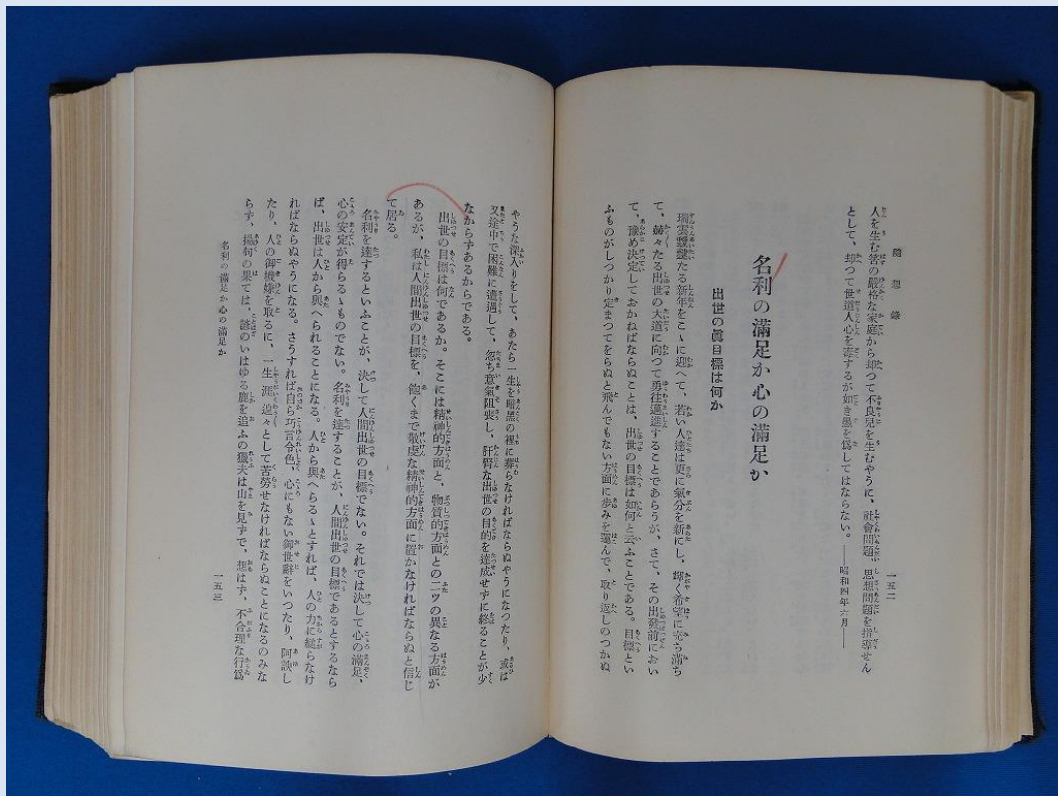 隨想錄
一五二
人を生む筈の嚴格な家庭から却つて不良兒を生むやうに、社會問題、思想問題を指導せん
として、却つて世道人心を毒するが如き愚を爲してはならない。——昭和四年六月——
名利の滿足か心の滿足か
出世の眞目標は何か
瑞雲靉靆たる新年をこゝに迎へて、若い人達は更に氣分を新にし、輝く希望に充ち滿ち
て、赫々たる出世の大道に向つて勇往邁進することであらうが、さて、その出發前におい
て、豫め決定しておかねばならぬことは、出世の目標は如何と云ふことである。目標とい
ふものがしつかり定まつてをらぬと飛んでもない方面に歩みを運んで、取り返しのつかぬ
やうな深入りをして、あたら一生を暗黑の裡に葬らなければならぬやうになつたり、或は
又途中で困難に遭遇して、忽ち意氣阻喪し、肝腎な出世の目的を達成せずに終ることが少
なからずあるからである。
出世の目標は何であるか。そこには精神的方面と、物質的方面との二ツの異なる方面が
あるが、私は人間出世の目標を、飽くまで敬虔な精神的方面に置かなければならぬと信じ
て居る。
名利を達するといふことが、決して人間出世の目標でない。それでは決して心の滿足、
心の安定が得らるゝものでない。名利を達することが、人間出世の目標であるとするなら
ば、出世は人から與へられることになる。人から與へらるゝとすれば、人の力に縋らなけ
ればならぬやうになる。さうすれば自ら巧言令色、心にもない御世辭をいつたり、阿諛し
たり、人の御機嫌を取るに、一生涯遑々として苦勞せなければならぬことになるのみな
らず、揚句の果ては、諺のいはゆる鹿を追ふの獵夫は山を見ずで、想はず、不合理な行爲
名利の滿足か心の滿足か
一五三